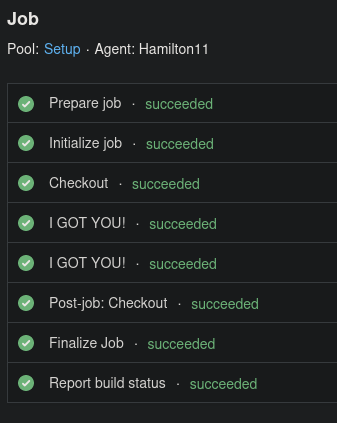 Job
Pool: Setup · Agent: Hamilton11
Prepare job · succeeded
Initialize job · succeeded
Checkout · succeeded
I GOT YOU! · succeeded
I GOT YOU! · succeeded
Post-job: Checkout · succeeded
Finalize Job · succeeded
Report build status · succeeded